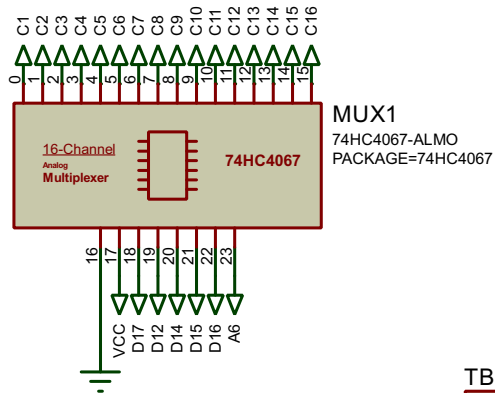 C1 C2 C3 C4 C5 C6 C7 C8 C9 C10 C11 C12 C13 C14 C15 C16
0 1 2 3 4 5 6 7 8 9 10 11 12 13 14 15
MUX1
74HC4067-ALMO
PACKAGE=74HC4067
16-Channel
Analog
Multiplexer
74HC4067
16 17 18 19 20 21 22 23
VCC D17 D12 D14 D15 D16 A6
TB